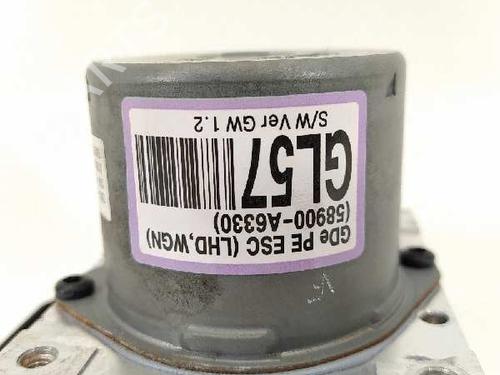 GDe PE ESC (LHD,WGN)
(58900-A6330)
GL57
S/W Ver GW 1.2